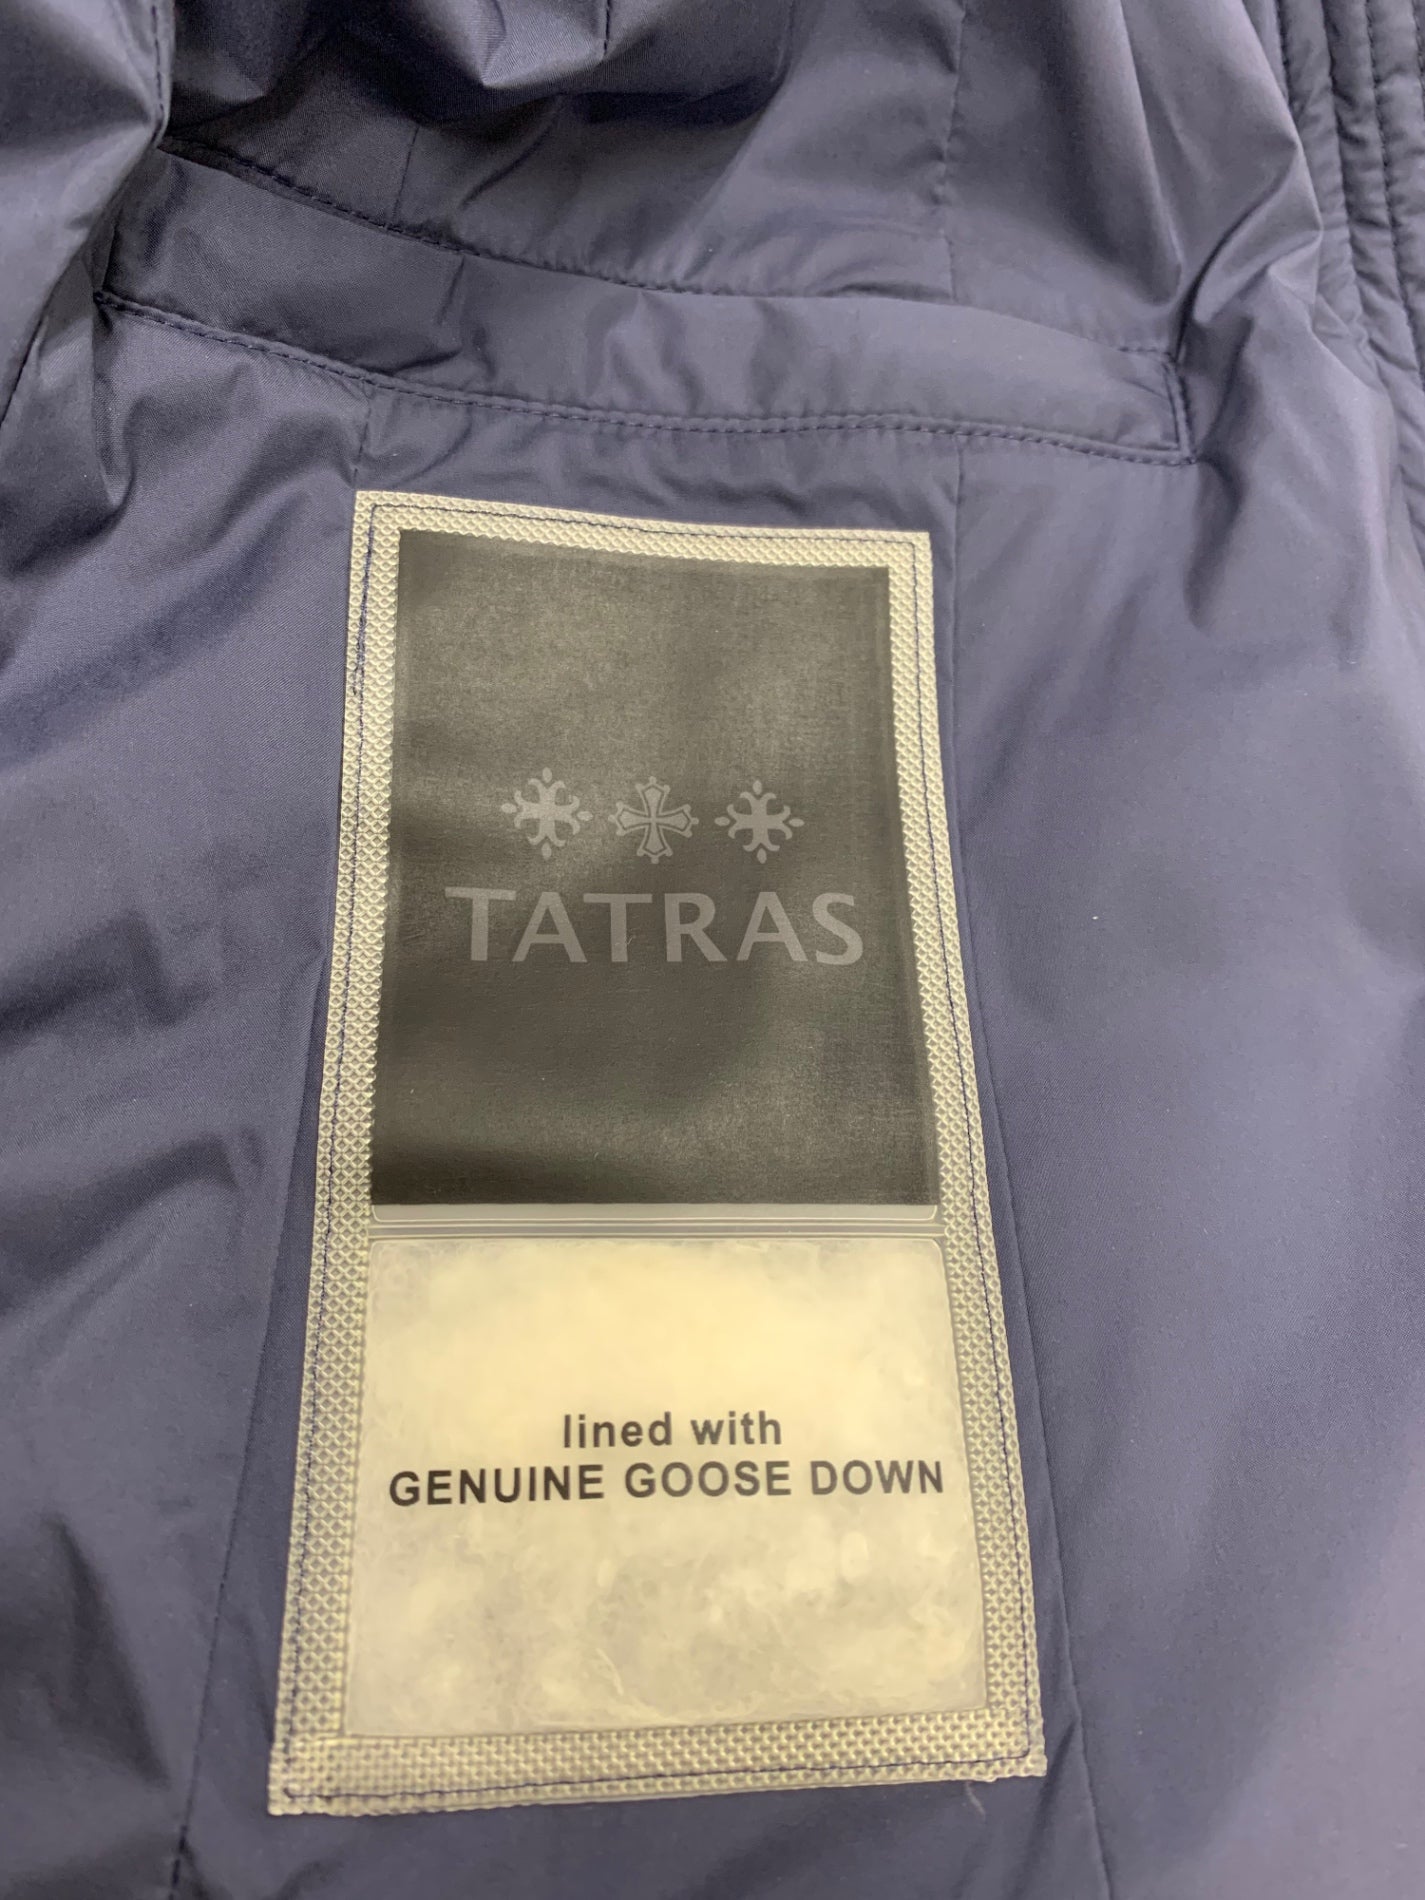 TATRAS
lined with
GENUINE GOOSE DOWN